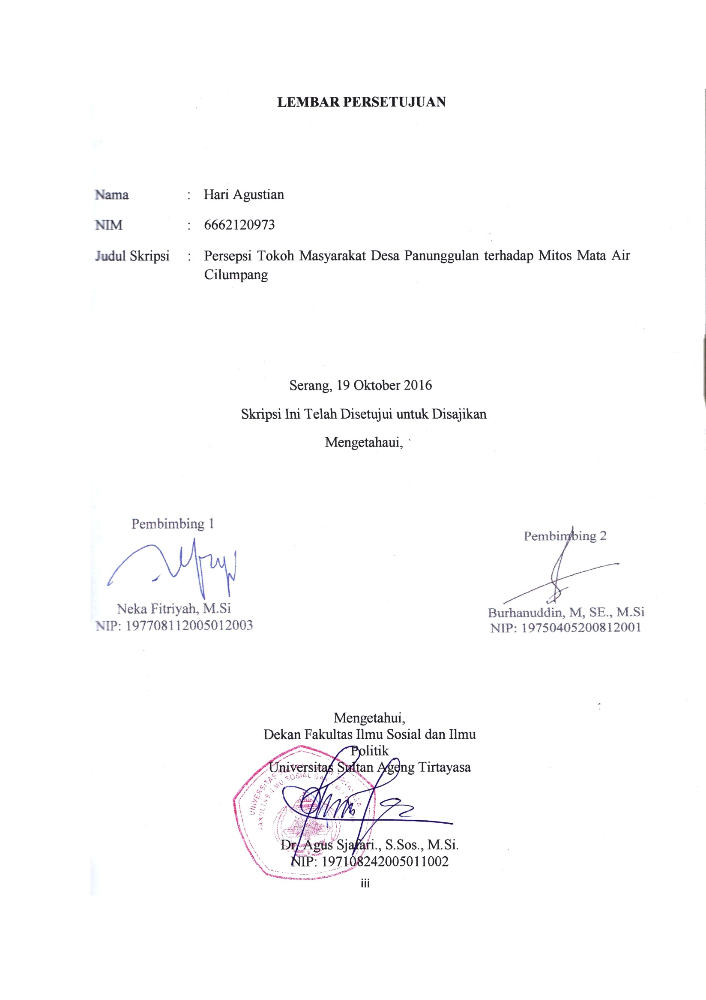 LEMBAR PERSETUJUAN
Nama : Hari Agustian
NIM : 6662120973
Judul Skripsi : Persepsi Tokoh Masyarakat Desa Panunggulan terhadap Mitos Mata Air
Cilumpang
Serang, 19 Oktober 2016
Skripsi Ini Telah Disetujui untuk Disajikan
Mengetahaui,
Pembimbing 1
Pembimbing 2
Neka Fitriyah, M.Si
NIP: 197708112005012003
Burhanuddin, M, SE., M.Si
NIP: 19750405200812001
Mengetahui,
Dekan Fakultas Ilmu Sosial dan Ilmu
Politik
Universitas Sultan Ageng Tirtayasa
UNIVERSITAS
FAKULTAS ILMU SOSIAL DAN
Dr. Agus Sjafari., S.Sos., M.Si.
NIP: 197108242005011002
iii